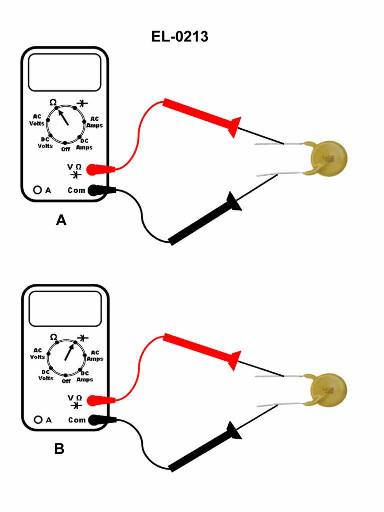 EL-0213
Ω
AC Volts
AC Amps
DC Volts
DC Amps
Off
V Ω
A
Com
A
Ω
AC Volts
AC Amps
DC Volts
DC Amps
Off
V Ω
A
Com
B